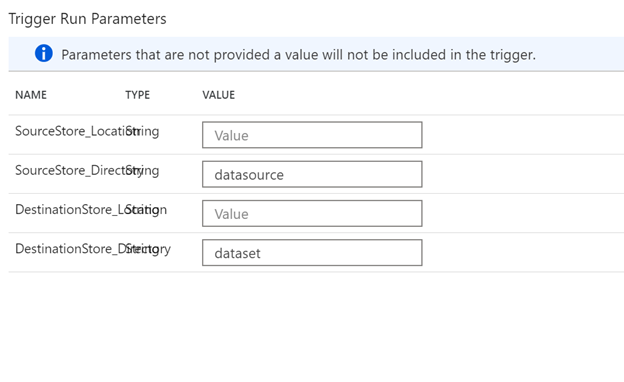 Trigger Run Parameters
Parameters that are not provided a value will not be included in the trigger.
NAME TYPE VALUE
SourceStore_Location String Value
SourceStore_Directory String datasource
DestinationStore_Location String Value
DestinationStore_Directory String dataset